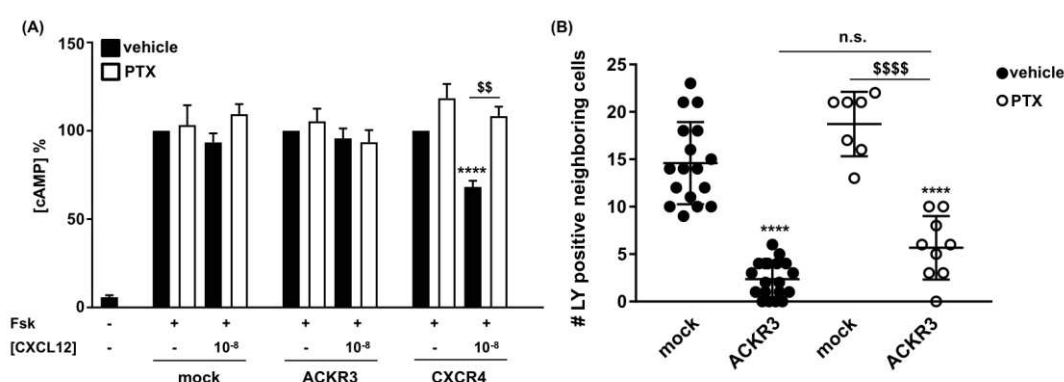 (A)
vehicle
PTX
[cAMP] %
150
100
50
0
$$
****
Fsk - + + + + + +
[CXCL12] - - 10-8 - 10-8 - 10-8
mock ACKR3 CXCR4
(B)
n.s.
$$$$
vehicle
PTX
# LY positive neighboring cells
25
20
15
10
5
0
****
****
mock ACKR3 mock ACKR3